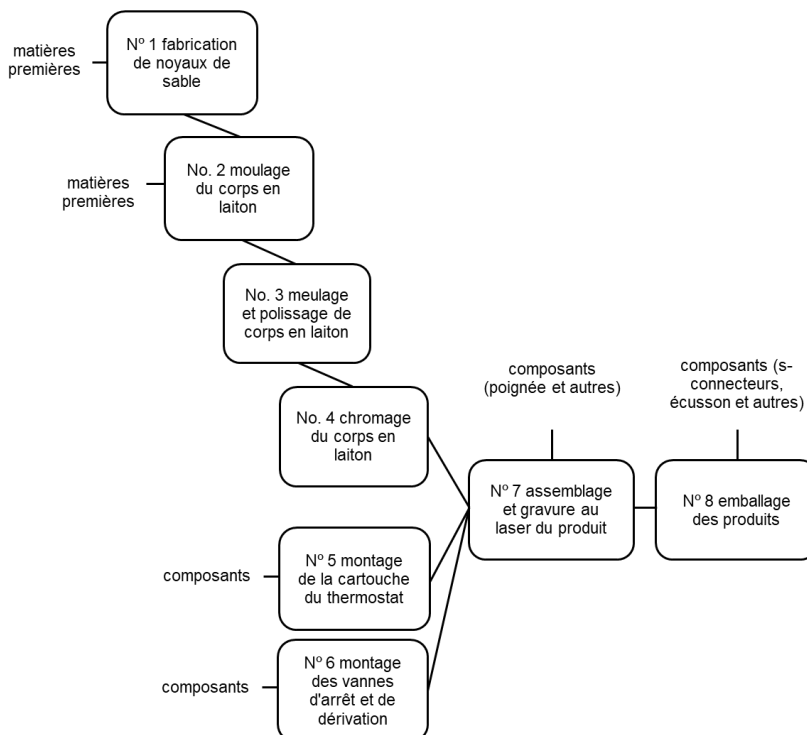 matières
premières
Nº 1 fabrication
de noyaux de
sable
matières
premières
No. 2 moulage
du corps en
laiton
No. 3 meulage
et polissage de
corps en laiton
No. 4 chromage
du corps en
laiton
composants
(poignée et autres)
composants (s-
connecteurs,
écusson et autres)
Nº 7 assemblage
et gravure au
laser du produit
Nº 8 emballage
des produits
composants
Nº 5 montage
de la cartouche
du thermostat
composants
Nº 6 montage
des vannes
d'arrêt et de
dérivation